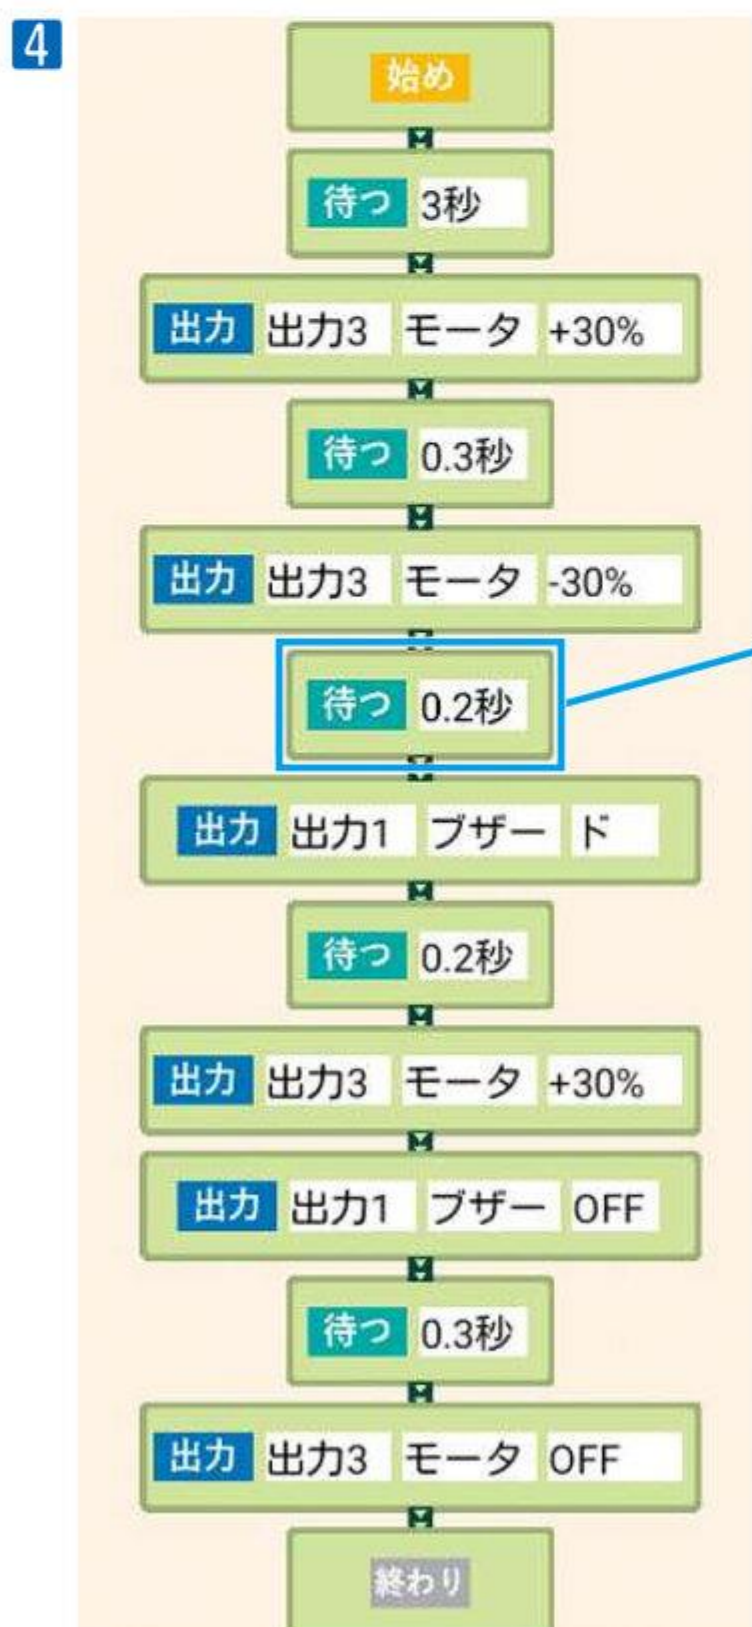 4
始め
待つ 3秒
出力 出力3 モータ +30%
待つ 0.3秒
出力 出力3 モータ -30%
待つ 0.2秒
出力 出力1 ブザー ド
待つ 0.2秒
出力 出力3 モータ +30%
出力 出力1 ブザー OFF
待つ 0.3秒
出力 出力3 モータ OFF
終わり